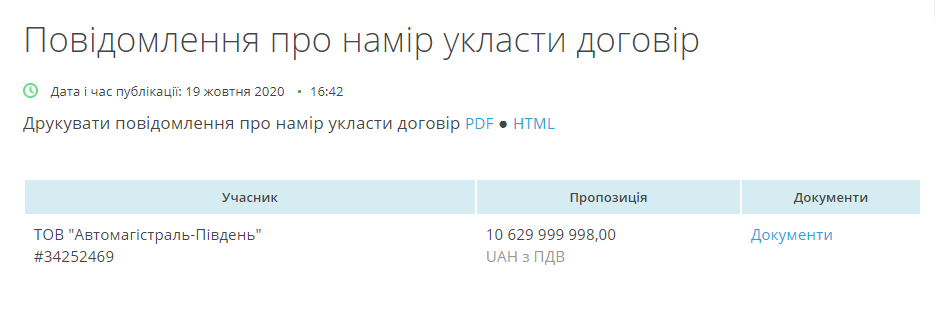 Повідомлення про намір укласти договір
Дата і час публікації: 19 жовтня 2020 • 16:42
Друкувати повідомлення про намір укласти договір PDF ● HTML
Учасник Пропозиція Документи
ТОВ "Автомагістраль-Південь" 10 629 999 998,00 Документи
#34252469 UAH з ПДВ